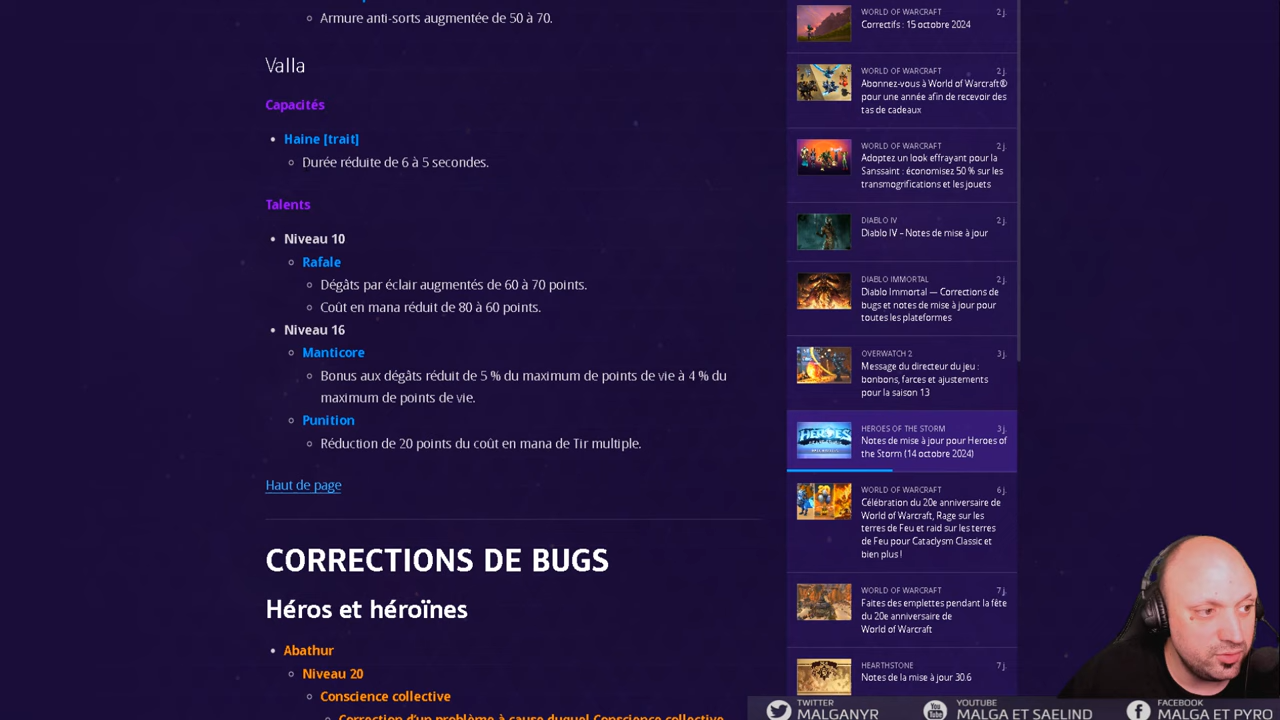 Armure anti-sorts augmentée de 50 à 70.
Valla
Capacités
Haine [trait]
Durée réduite de 6 à 5 secondes.
Talents
Niveau 10
Rafale
Dégâts par éclair augmentés de 60 à 70 points.
Coût en mana réduit de 80 à 60 points.
Niveau 16
Manticore
Bonus aux dégâts réduit de 5 % du maximum de points de vie à 4 % du
maximum de points de vie.
Punition
Réduction de 20 points du coût en mana de Tir multiple.
Haut de page
CORRECTIONS DE BUGS
Héros et héroïnes
Abathur
Niveau 20
Conscience collective
Correction d'un problème à cause duquel Conscience collective
WORLD OF WARCRAFT 2 j.
Correctifs : 15 octobre 2024
WORLD OF WARCRAFT 2 j.
Abonnez-vous à World of Warcraft®
pour une année afin de recevoir des
tas de cadeaux
WORLD OF WARCRAFT 2 j.
Adoptez un look effrayant pour la
Sanssaint : économisez 50 % sur les
transmogrifications et les jouets
DIABLO IV 2 j.
Diablo IV – Notes de mise à jour
DIABLO IMMORTAL 2 j.
Diablo Immortal — Corrections de
bugs et notes de mise à jour pour
toutes les plateformes
OVERWATCH 2 3 j.
Message du directeur du jeu :
bonbons, farces et ajustements
pour la saison 13
HEROES OF THE STORM 3 j.
Notes de mise à jour pour Heroes of
the Storm (14 octobre 2024)
WORLD OF WARCRAFT 6 j.
Célébration du 20e anniversaire de
World of Warcraft, Rage sur les
terres de Feu et raid sur les terres
de Feu pour Cataclysm Classic et
bien plus !
WORLD OF WARCRAFT 7 j.
Faites des emplettes pendant la fête
du 20e anniversaire de
World of Warcraft
HEARTHSTONE 7 j.
Notes de la mise à jour 30.6
TWITTER
MALGANYR
YOUTUBE
MALGA ET SAELIND
FACEBOOK
MALGA ET PYRO